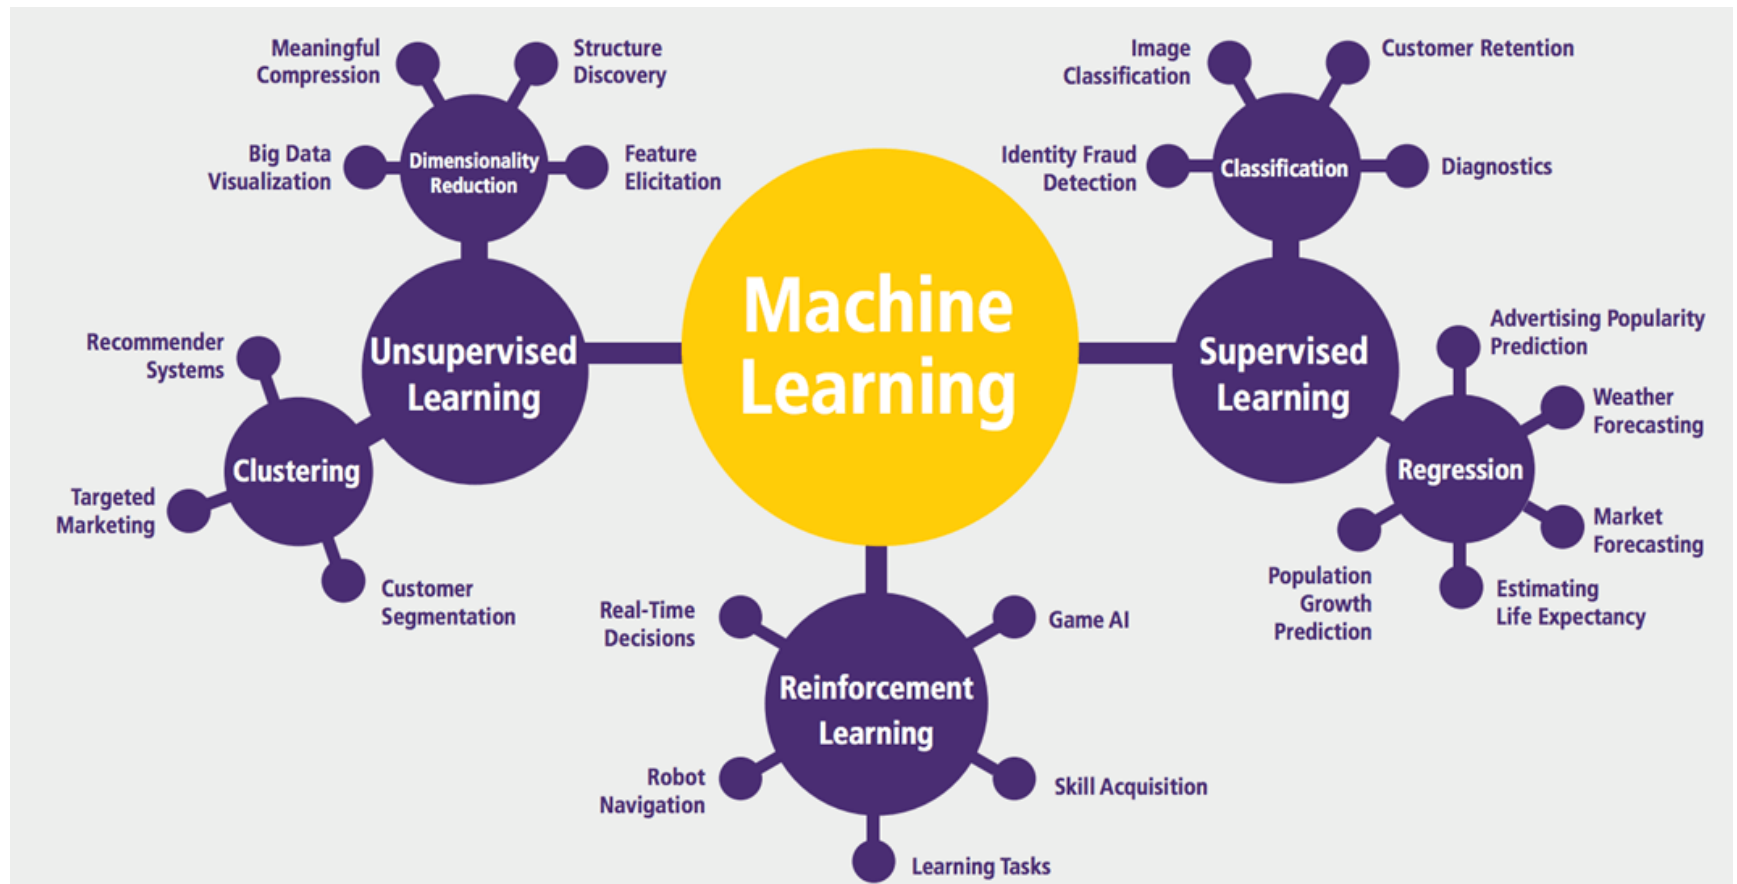 Meaningful
Compression
Structure
Discovery
Big Data
Visualization
Dimensionality
Reduction
Feature
Elicitation
Image
Classification
Customer Retention
Identity Fraud
Detection
Classification
Diagnostics
Machine
Learning
Unsupervised
Learning
Recommender
Systems
Clustering
Targeted
Marketing
Customer
Segmentation
Supervised
Learning
Advertising Popularity
Prediction
Weather
Forecasting
Regression
Market
Forecasting
Population
Growth
Prediction
Estimating
Life Expectancy
Real-Time
Decisions
Game AI
Reinforcement
Learning
Robot
Navigation
Skill Acquisition
Learning Tasks